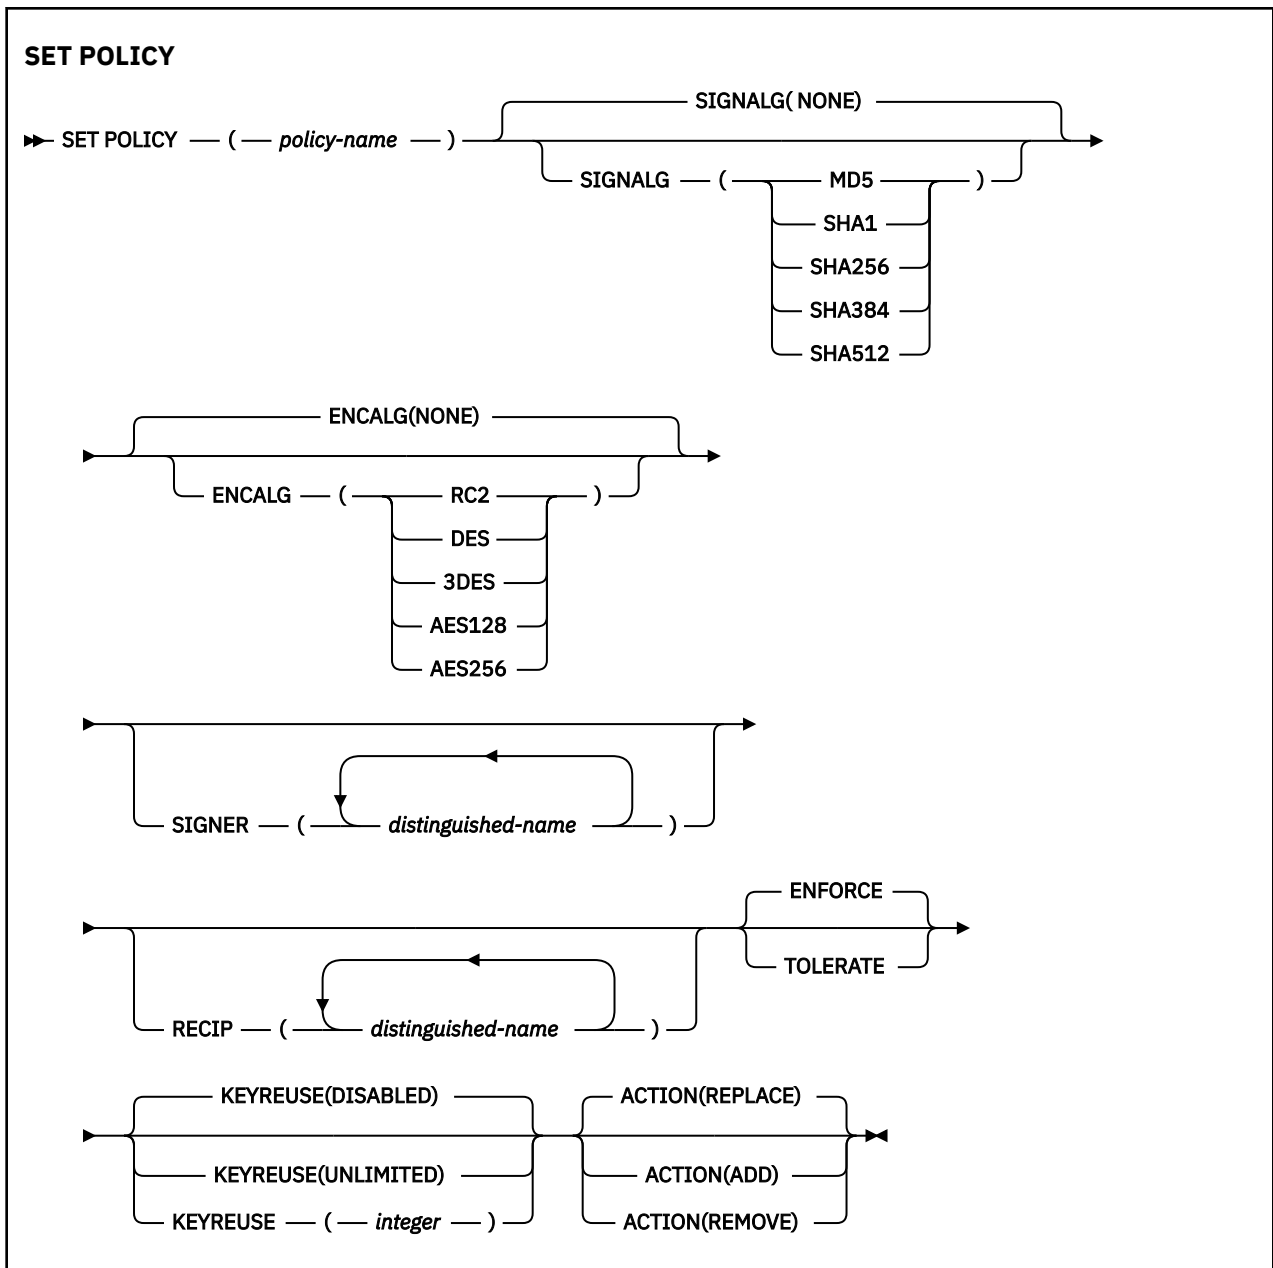 SET POLICY
SIGNALG( NONE)
SET POLICY ( policy-name )
SIGNALG ( MD5 )
SHA1
SHA256
SHA384
SHA512
ENCALG(NONE)
ENCALG ( RC2 )
DES
3DES
AES128
AES256
SIGNER ( distinguished-name )
ENFORCE
TOLERATE
RECIP ( distinguished-name )
KEYREUSE(DISABLED) ACTION(REPLACE)
KEYREUSE(UNLIMITED) ACTION(ADD)
KEYREUSE ( integer ) ACTION(REMOVE)